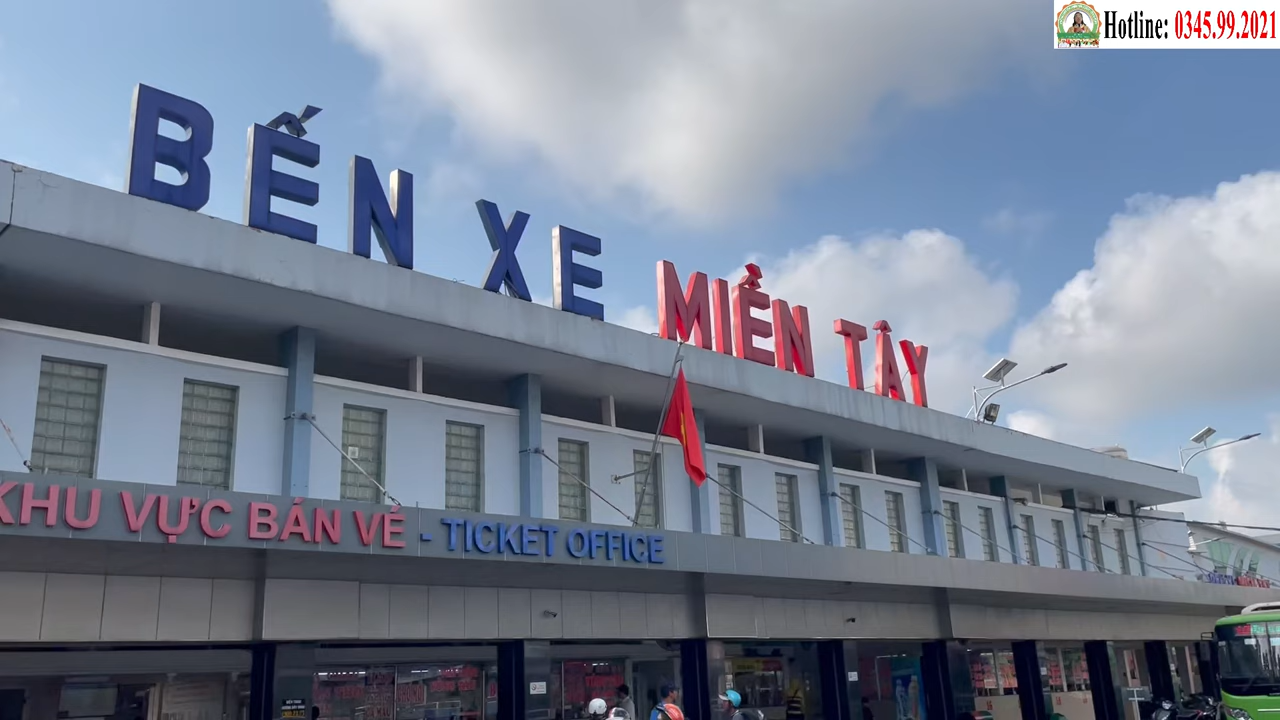 Hotline: 0345.99.2021
BẾN XE MIỀN TÂY
KHU VỰC BÁN VÉ - TICKET OFFICE